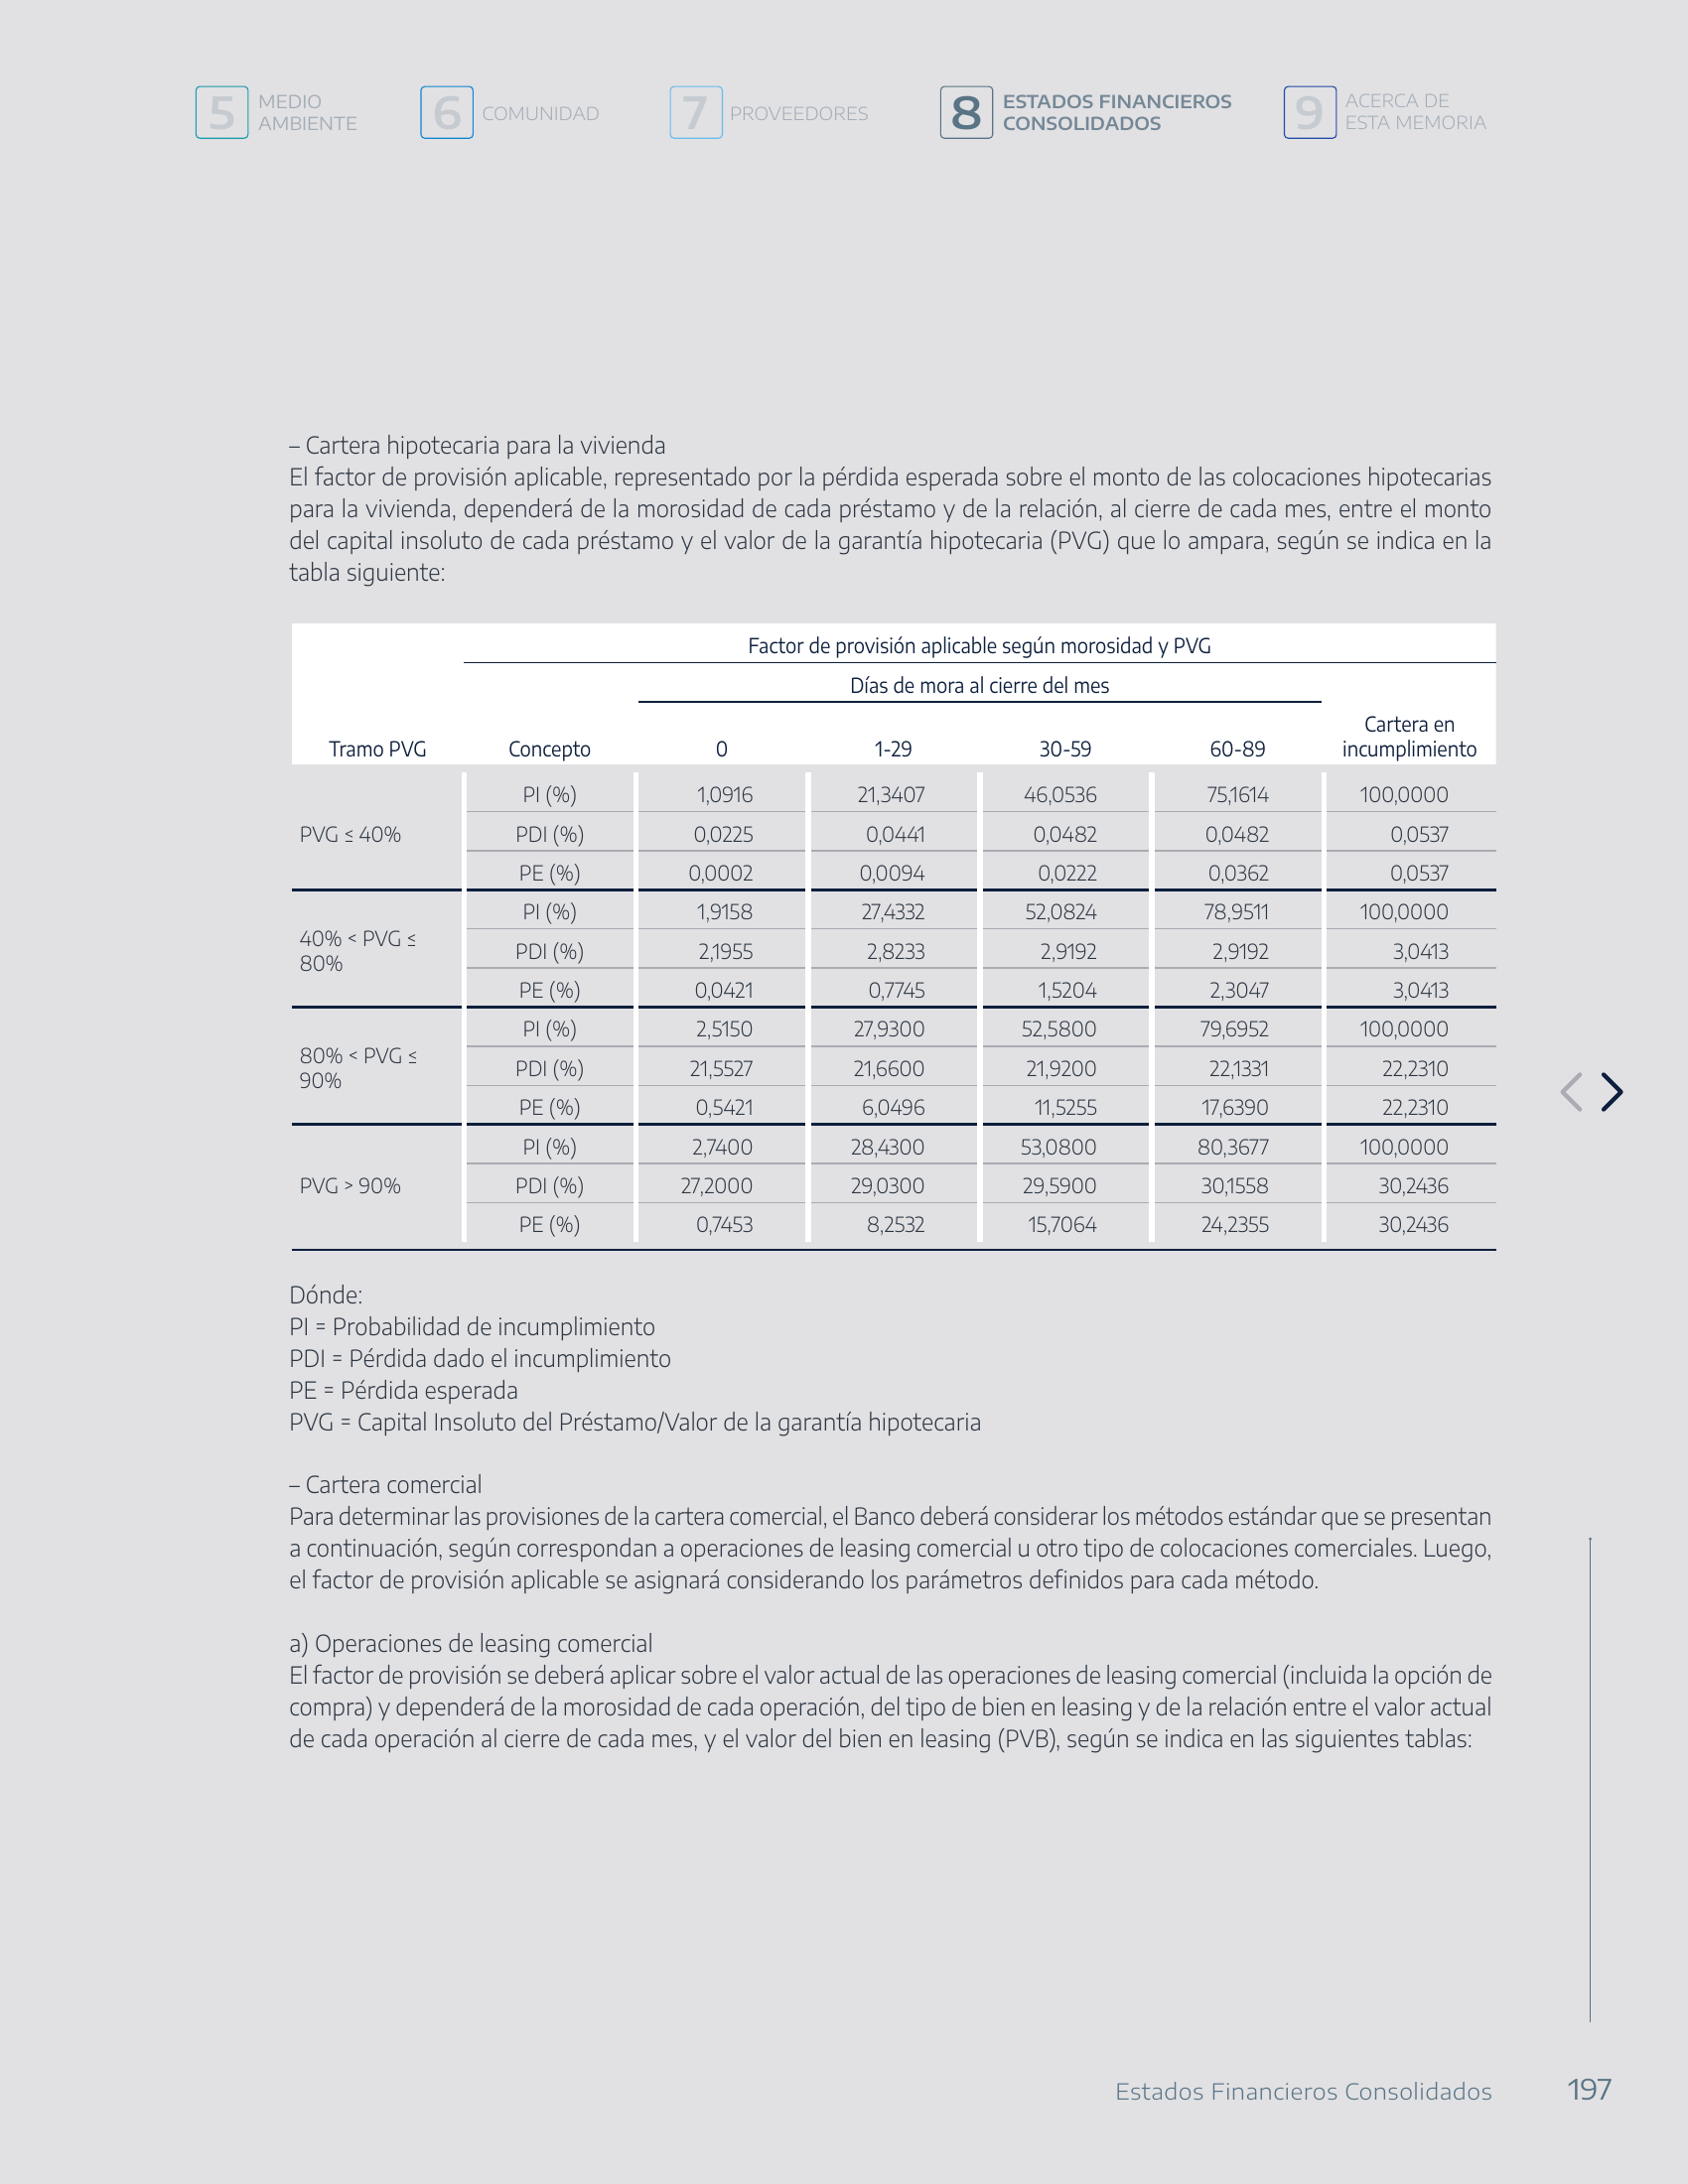 5 MEDIO AMBIENTE
6 COMUNIDAD
7 PROVEEDORES
8 ESTADOS FINANCIEROS CONSOLIDADOS
9 ACERCA DE ESTA MEMORIA
– Cartera hipotecaria para la vivienda
El factor de provisión aplicable, representado por la pérdida esperada sobre el monto de las colocaciones hipotecarias
para la vivienda, dependerá de la morosidad de cada préstamo y de la relación, al cierre de cada mes, entre el monto
del capital insoluto de cada préstamo y el valor de la garantía hipotecaria (PVG) que lo ampara, según se indica en la
tabla siguiente:
Factor de provisión aplicable según morosidad y PVG
Días de mora al cierre del mes
Tramo PVG Concepto 0 1-29 30-59 60-89 Cartera en incumplimiento
PVG ≤ 40%
PI (%) 1,0916 21,3407 46,0536 75,1614 100,0000
PDI (%) 0,0225 0,0441 0,0482 0,0482 0,0537
PE (%) 0,0002 0,0094 0,0222 0,0362 0,0537
40% < PVG ≤ 80%
PI (%) 1,9158 27,4332 52,0824 78,9511 100,0000
PDI (%) 2,1955 2,8233 2,9192 2,9192 3,0413
PE (%) 0,0421 0,7745 1,5204 2,3047 3,0413
80% < PVG ≤ 90%
PI (%) 2,5150 27,9300 52,5800 79,6952 100,0000
PDI (%) 21,5527 21,6600 21,9200 22,1331 22,2310
PE (%) 0,5421 6,0496 11,5255 17,6390 22,2310
PVG > 90%
PI (%) 2,7400 28,4300 53,0800 80,3677 100,0000
PDI (%) 27,2000 29,0300 29,5900 30,1558 30,2436
PE (%) 0,7453 8,2532 15,7064 24,2355 30,2436
Dónde:
PI = Probabilidad de incumplimiento
PDI = Pérdida dado el incumplimiento
PE = Pérdida esperada
PVG = Capital Insoluto del Préstamo/Valor de la garantía hipotecaria
– Cartera comercial
Para determinar las provisiones de la cartera comercial, el Banco deberá considerar los métodos estándar que se presentan
a continuación, según correspondan a operaciones de leasing comercial u otro tipo de colocaciones comerciales. Luego,
el factor de provisión aplicable se asignará considerando los parámetros definidos para cada método.
a) Operaciones de leasing comercial
El factor de provisión se deberá aplicar sobre el valor actual de las operaciones de leasing comercial (incluida la opción de
compra) y dependerá de la morosidad de cada operación, del tipo de bien en leasing y de la relación entre el valor actual
de cada operación al cierre de cada mes, y el valor del bien en leasing (PVB), según se indica en las siguientes tablas:
Estados Financieros Consolidados 197